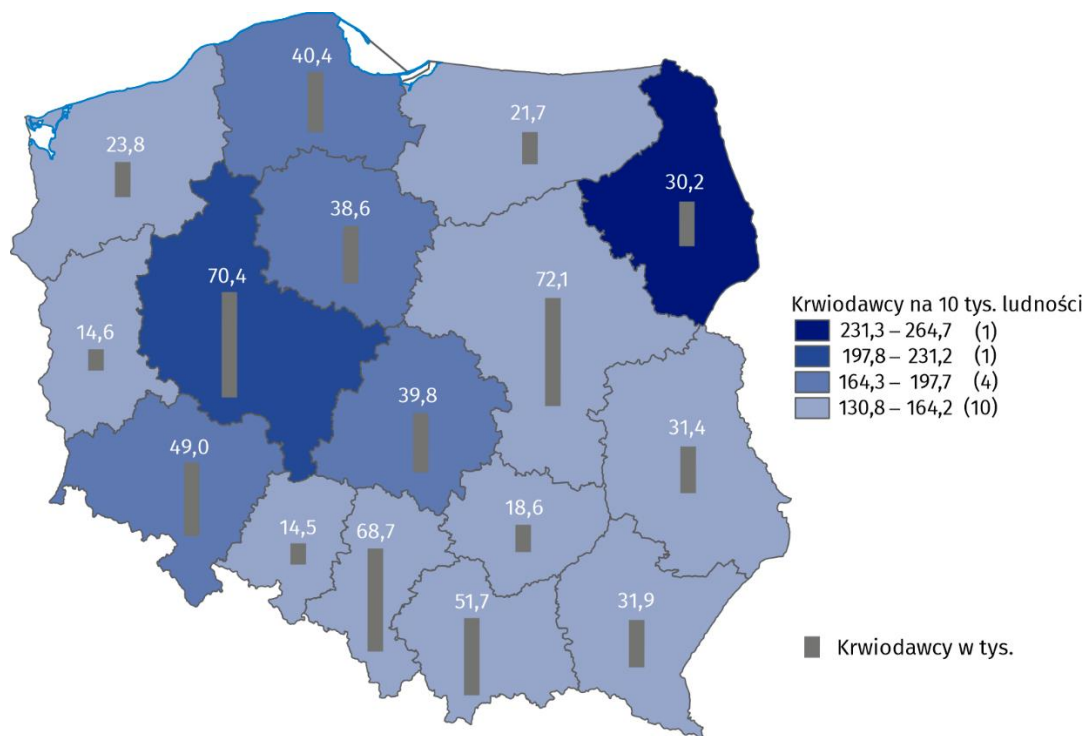 40,4
21,7
23,8
30,2
38,6
70,4
72,1
14,6
39,8
31,4
49,0
18,6
14,5
68,7
51,7
31,9
Krwiodawcy na 10 tys. ludności
231,3 – 264,7 (1)
197,8 – 231,2 (1)
164,3 – 197,7 (4)
130,8 – 164,2 (10)
Krwiodawcy w tys.